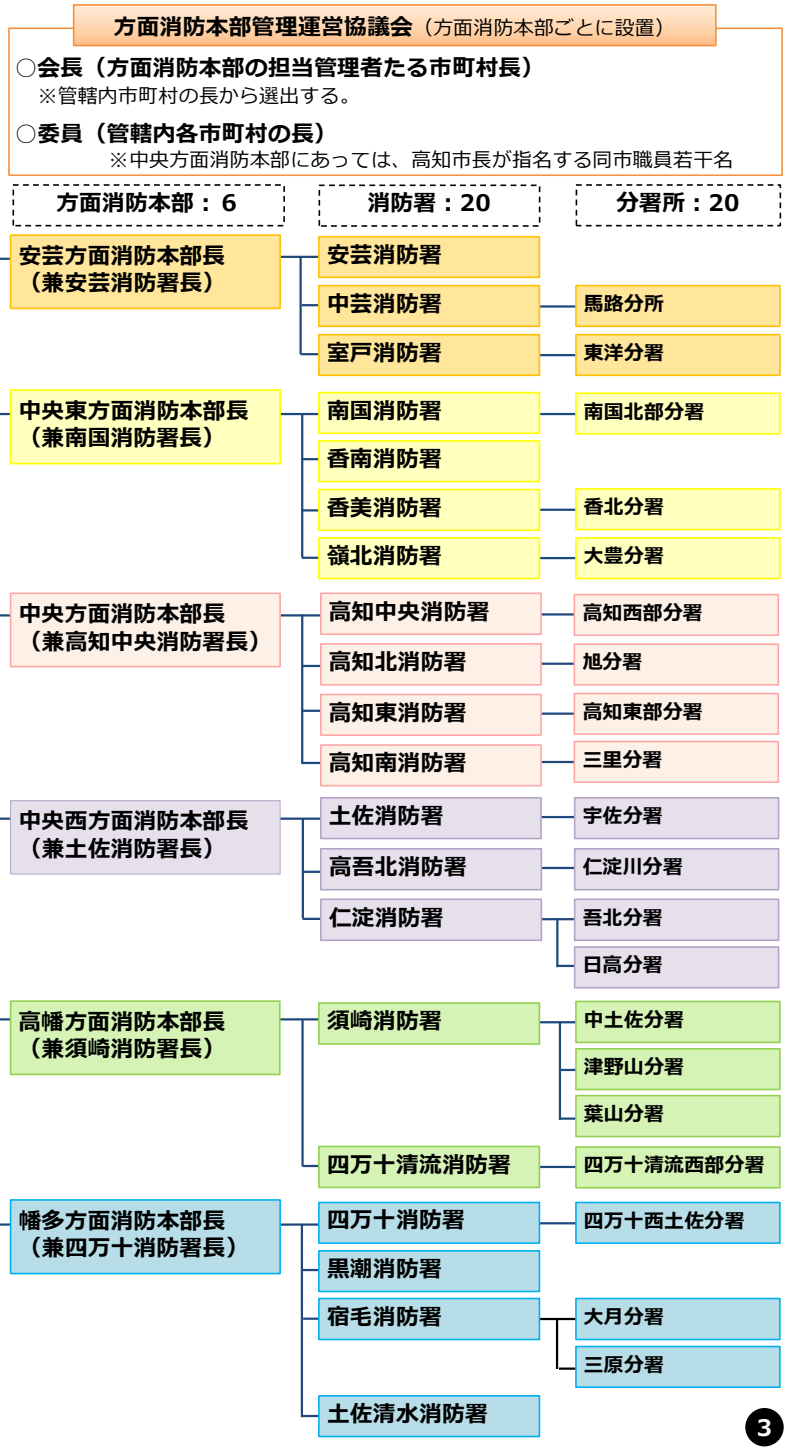 方面消防本部管理運営協議会（方面消防本部ごとに設置）
○会長（方面消防本部の担当管理者たる市町村長）
※管轄内市町村の長から選出する。
○委員（管轄内各市町村の長）
※中央方面消防本部にあっては、高知市長が指名する同市職員若干名
方面消防本部：６
消防署：20
分署所：20
安芸方面消防本部長
（兼安芸消防署長）
安芸消防署
中芸消防署
馬路分所
室戸消防署
東洋分署
中央東方面消防本部長
（兼南国消防署長）
南国消防署
南国北部分署
香南消防署
香美消防署
香北分署
嶺北消防署
大豊分署
中央方面消防本部長
（兼高知中央消防署長）
高知中央消防署
高知西部分署
高知北消防署
旭分署
高知東消防署
高知東部分署
高知南消防署
三里分署
中央西方面消防本部長
（兼土佐消防署長）
土佐消防署
宇佐分署
高吾北消防署
仁淀川分署
仁淀消防署
吾北分署
日高分署
高幡方面消防本部長
（兼須崎消防署長）
須崎消防署
中土佐分署
津野山分署
葉山分署
四万十清流消防署
四万十清流西部分署
幡多方面消防本部長
（兼四万十消防署長）
四万十消防署
四万十西土佐分署
黒潮消防署
宿毛消防署
大月分署
三原分署
土佐清水消防署
3